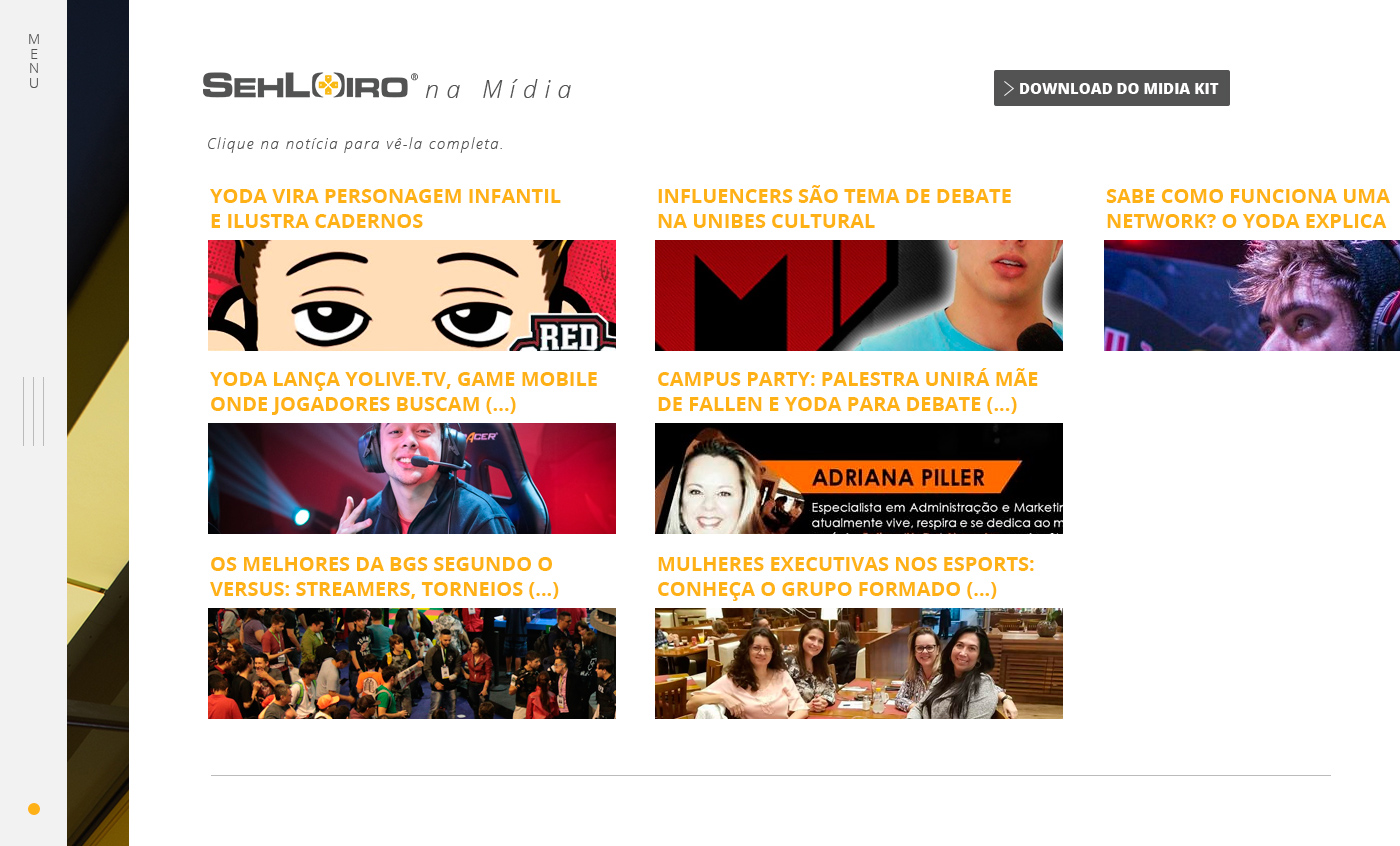 MENU
SEHLOIRO® na Mídia
DOWNLOAD DO MIDIA KIT
Clique na notícia para vê-la completa.
YODA VIRA PERSONAGEM INFANTIL
E ILUSTRA CADERNOS
RED
INFLUENCERS SÃO TEMA DE DEBATE
NA UNIBES CULTURAL
SABE COMO FUNCIONA UMA
NETWORK? O YODA EXPLICA
YODA LANÇA YOLIVE.TV, GAME MOBILE
ONDE JOGADORES BUSCAM (...)
CAMPUS PARTY: PALESTRA UNIRÁ MÃE
DE FALLEN E YODA PARA DEBATE (...)
ADRIANA PILLER
Especialista em Administração e Marketin
atualmente vive, respira e se dedica ao m
OS MELHORES DA BGS SEGUNDO O
VERSUS: STREAMERS, TORNEIOS (...)
MULHERES EXECUTIVAS NOS ESPORTS:
CONHEÇA O GRUPO FORMADO (...)